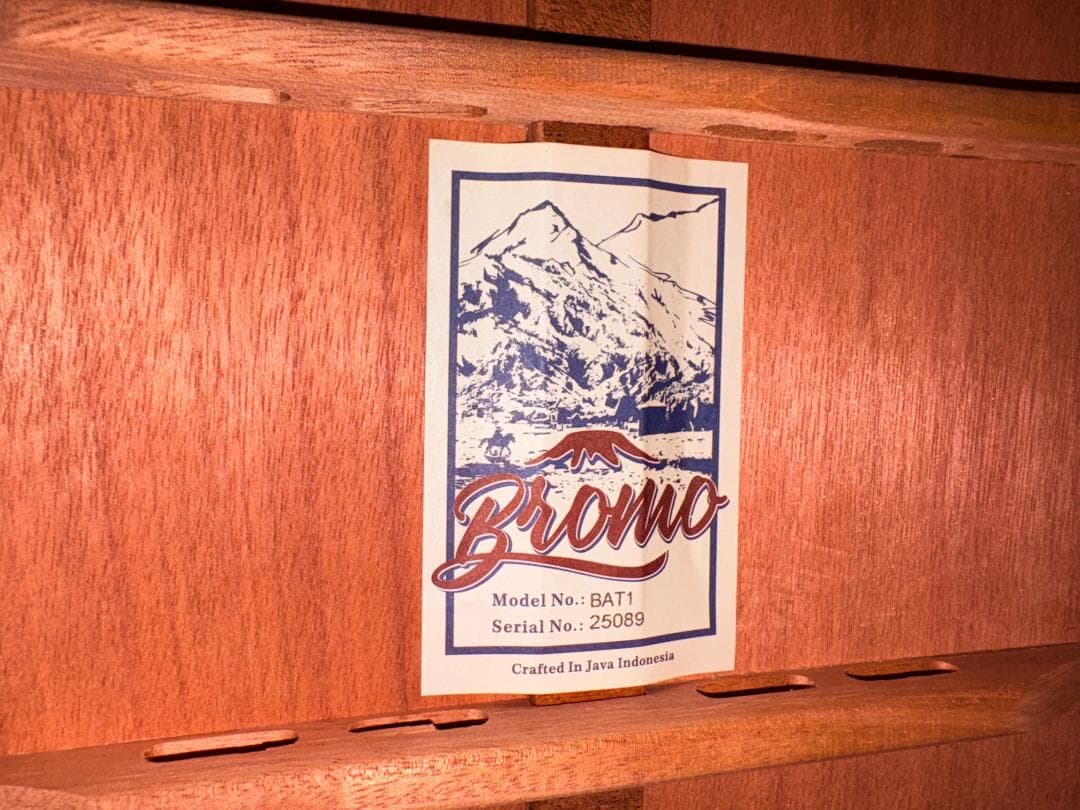 Bromo
Model No.: BAT1
Serial No.: 25089
Crafted In Java Indonesia